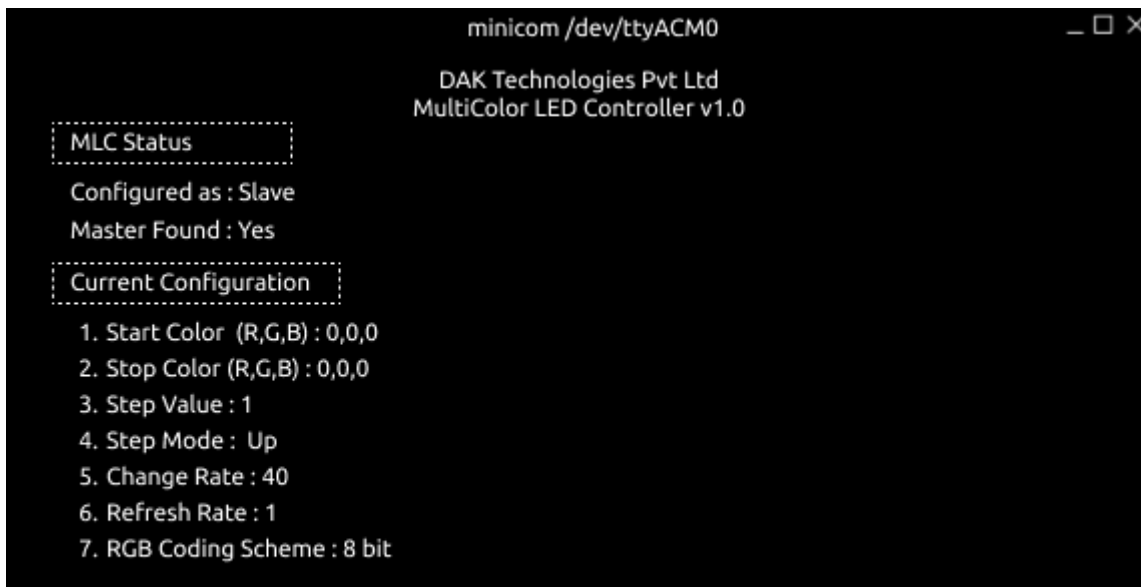 minicom /dev/ttyACM0
DAK Technologies Pvt Ltd
MultiColor LED Controller v1.0
MLC Status
Configured as : Slave
Master Found : Yes
Current Configuration
1. Start Color (R,G,B) : 0,0,0
2. Stop Color (R,G,B) : 0,0,0
3. Step Value : 1
4. Step Mode : Up
5. Change Rate : 40
6. Refresh Rate : 1
7. RGB Coding Scheme : 8 bit